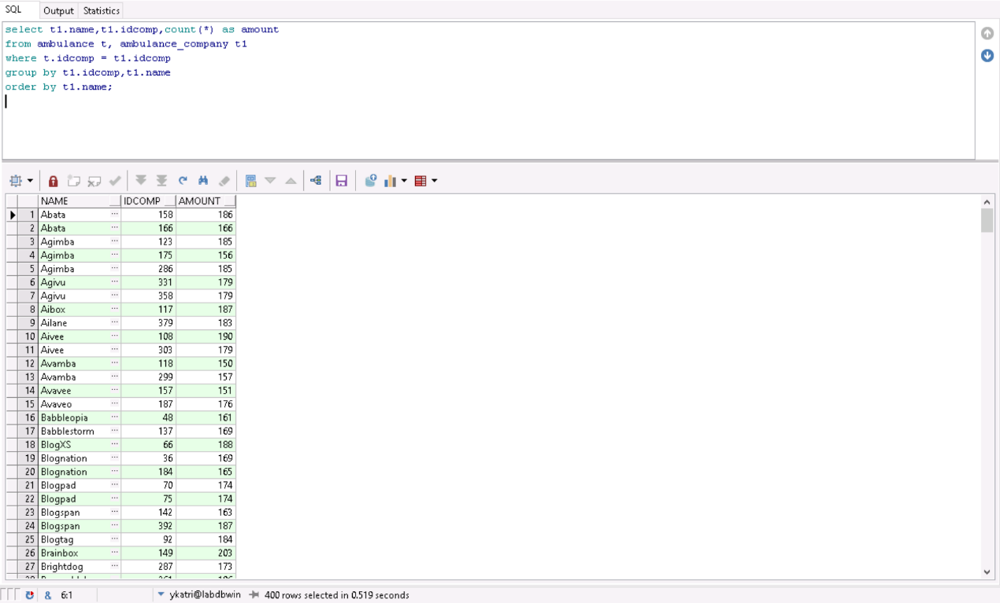 SQL Output Statistics
select t1.name,t1.idcomp,count(*) as amount
from ambulance t, ambulance_company t1
where t.idcomp = t1.idcomp
group by t1.idcomp,t1.name
order by t1.name;
NAME IDCOMP AMOUNT
1 Abata ... 158 186
2 Abata ... 166 166
3 Agimba ... 123 185
4 Agimba ... 175 156
5 Agimba ... 286 185
6 Agivu ... 331 179
7 Agivu ... 358 179
8 Aibox ... 117 187
9 Ailane ... 379 183
10 Aivee ... 108 190
11 Aivee ... 303 179
12 Avamba ... 118 150
13 Avamba ... 299 157
14 Avavee ... 157 151
15 Avaveo ... 187 176
16 Babbleopia ... 48 161
17 Babblestorm ... 137 169
18 BlogXS ... 66 188
19 Blognation ... 36 169
20 Blognation ... 184 165
21 Blogpad ... 70 174
22 Blogpad ... 75 174
23 Blogspan ... 142 163
24 Blogspan ... 392 187
25 Blogtag ... 92 184
26 Brainbox ... 149 203
27 Brightdog ... 287 173
& 6:1 ykatri@labdbwin 400 rows selected in 0.519 seconds